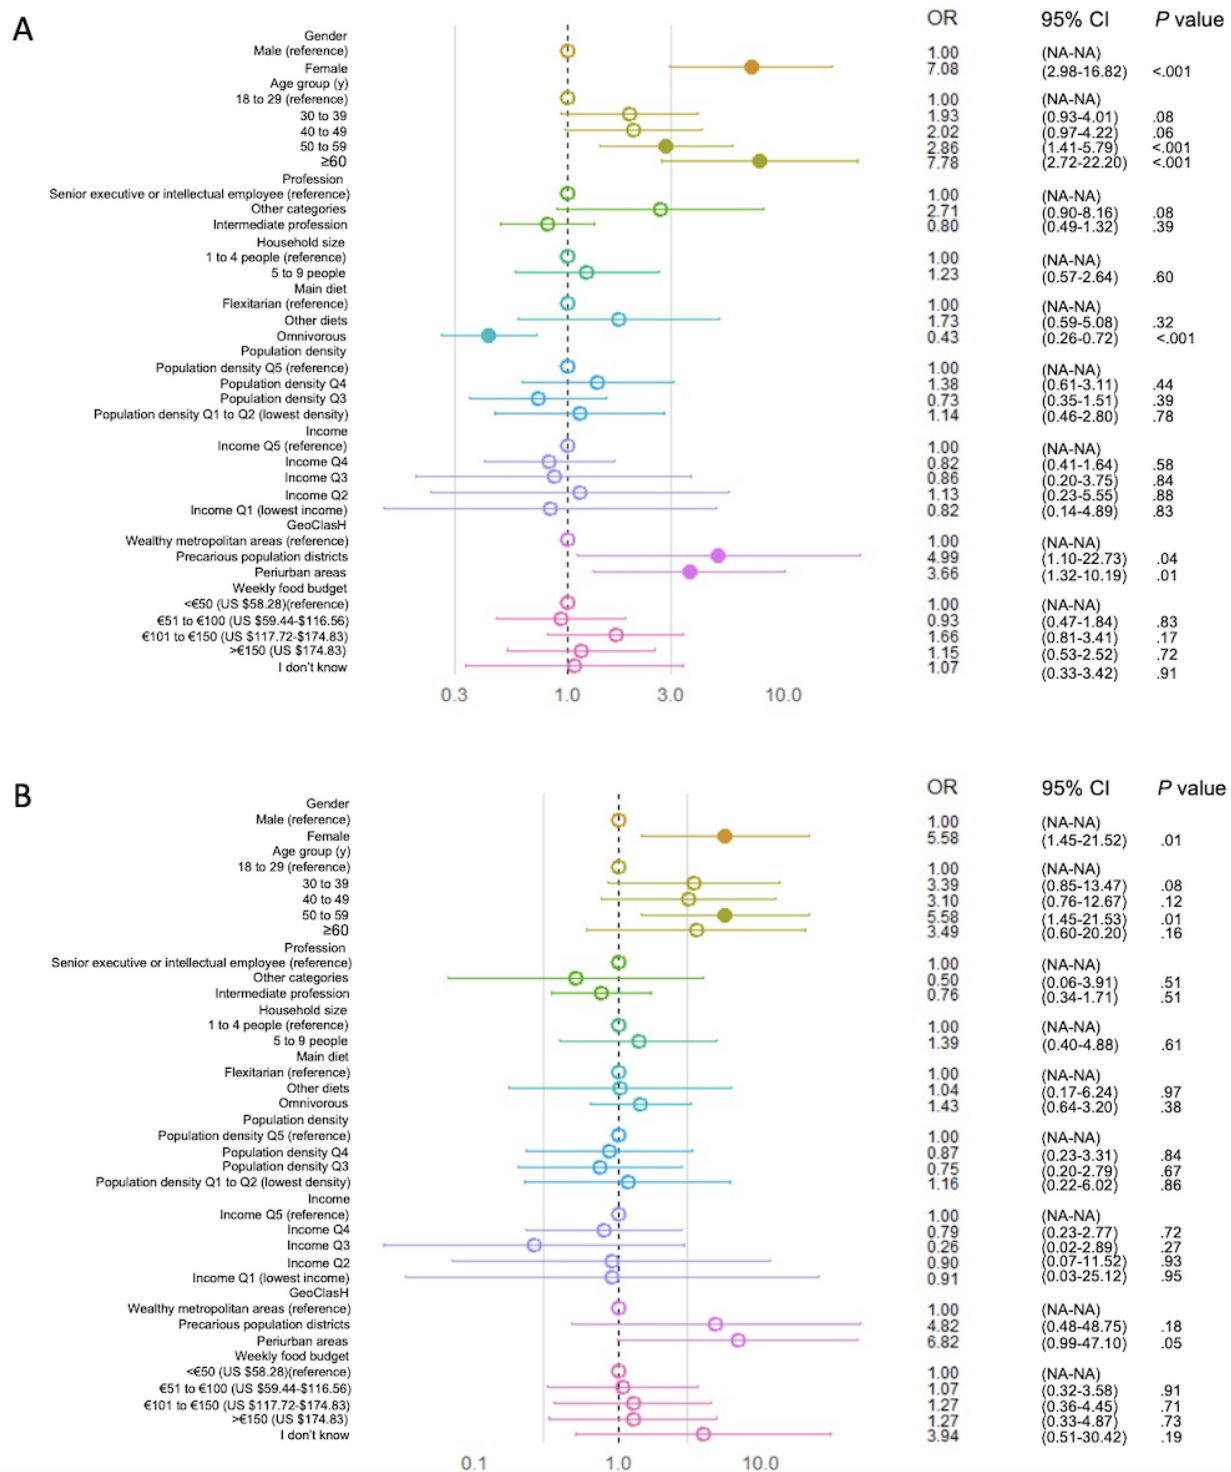 A
OR 95% CI P value
Gender
Male (reference) 1.00 (NA-NA)
Female 7.08 (2.98-16.82) <.001
Age group (y)
18 to 29 (reference) 1.00 (NA-NA)
30 to 39 1.93 (0.93-4.01) .08
40 to 49 2.02 (0.97-4.22) .06
50 to 59 2.86 (1.41-5.79) <.001
≥60 7.78 (2.72-22.20) <.001
Profession
Senior executive or intellectual employee (reference) 1.00 (NA-NA)
Other categories 2.71 (0.90-8.16) .08
Intermediate profession 0.80 (0.49-1.32) .39
Household size
1 to 4 people (reference) 1.00 (NA-NA)
5 to 9 people 1.23 (0.57-2.64) .60
Main diet
Flexitarian (reference) 1.00 (NA-NA)
Other diets 1.73 (0.59-5.08) .32
Omnivorous 0.43 (0.26-0.72) <.001
Population density
Population density Q5 (reference) 1.00 (NA-NA)
Population density Q4 1.38 (0.61-3.11) .44
Population density Q3 0.73 (0.35-1.51) .39
Population density Q1 to Q2 (lowest density) 1.14 (0.46-2.80) .78
Income
Income Q5 (reference) 1.00 (NA-NA)
Income Q4 0.82 (0.41-1.64) .58
Income Q3 0.86 (0.20-3.75) .84
Income Q2 1.13 (0.23-5.55) .88
Income Q1 (lowest income) 0.82 (0.14-4.89) .83
GeoClasH
Wealthy metropolitan areas (reference) 1.00 (NA-NA)
Precarious population districts 4.99 (1.10-22.73) .04
Periurban areas 3.66 (1.32-10.19) .01
Weekly food budget
<€50 (US $58.28)(reference) 1.00 (NA-NA)
€51 to €100 (US $59.44-$116.56) 0.93 (0.47-1.84) .83
€101 to €150 (US $117.72-$174.83) 1.66 (0.81-3.41) .17
>€150 (US $174.83) 1.15 (0.53-2.52) .72
I don't know 1.07 (0.33-3.42) .91
0.3 1.0 3.0 10.0
B
OR 95% CI P value
Gender
Male (reference) 1.00 (NA-NA)
Female 5.58 (1.45-21.52) .01
Age group (y)
18 to 29 (reference) 1.00 (NA-NA)
30 to 39 3.39 (0.85-13.47) .08
40 to 49 3.10 (0.76-12.67) .12
50 to 59 5.58 (1.45-21.53) .01
≥60 3.49 (0.60-20.20) .16
Profession
Senior executive or intellectual employee (reference) 1.00 (NA-NA)
Other categories 0.50 (0.06-3.91) .51
Intermediate profession 0.76 (0.34-1.71) .51
Household size
1 to 4 people (reference) 1.00 (NA-NA)
5 to 9 people 1.39 (0.40-4.88) .61
Main diet
Flexitarian (reference) 1.00 (NA-NA)
Other diets 1.04 (0.17-6.24) .97
Omnivorous 1.43 (0.64-3.20) .38
Population density
Population density Q5 (reference) 1.00 (NA-NA)
Population density Q4 0.87 (0.23-3.31) .84
Population density Q3 0.75 (0.20-2.79) .67
Population density Q1 to Q2 (lowest density) 1.16 (0.22-6.02) .86
Income
Income Q5 (reference) 1.00 (NA-NA)
Income Q4 0.79 (0.23-2.77) .72
Income Q3 0.26 (0.02-2.89) .27
Income Q2 0.90 (0.07-11.52) .93
Income Q1 (lowest income) 0.91 (0.03-25.12) .95
GeoClasH
Wealthy metropolitan areas (reference) 1.00 (NA-NA)
Precarious population districts 4.82 (0.48-48.75) .18
Periurban areas 6.82 (0.99-47.10) .05
Weekly food budget
<€50 (US $58.28)(reference) 1.00 (NA-NA)
€51 to €100 (US $59.44-$116.56) 1.07 (0.32-3.58) .91
€101 to €150 (US $117.72-$174.83) 1.27 (0.36-4.45) .71
>€150 (US $174.83) 1.27 (0.33-4.87) .73
I don't know 3.94 (0.51-30.42) .19
0.1 1.0 10.0